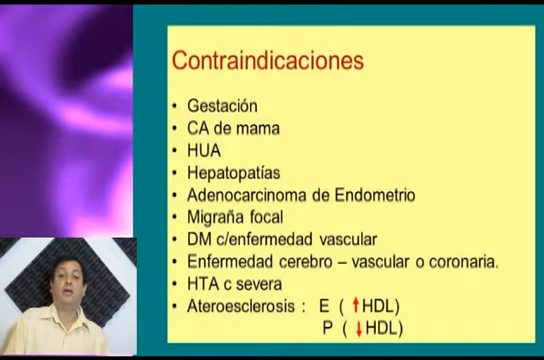 Contraindicaciones
• Gestación
• CA de mama
• HUA
• Hepatopatías
• Adenocarcinoma de Endometrio
• Migraña focal
• DM c/enfermedad vascular
• Enfermedad cerebro – vascular o coronaria.
• HTA c severa
• Ateroesclerosis : E ( ↑HDL)
P ( ↓HDL)